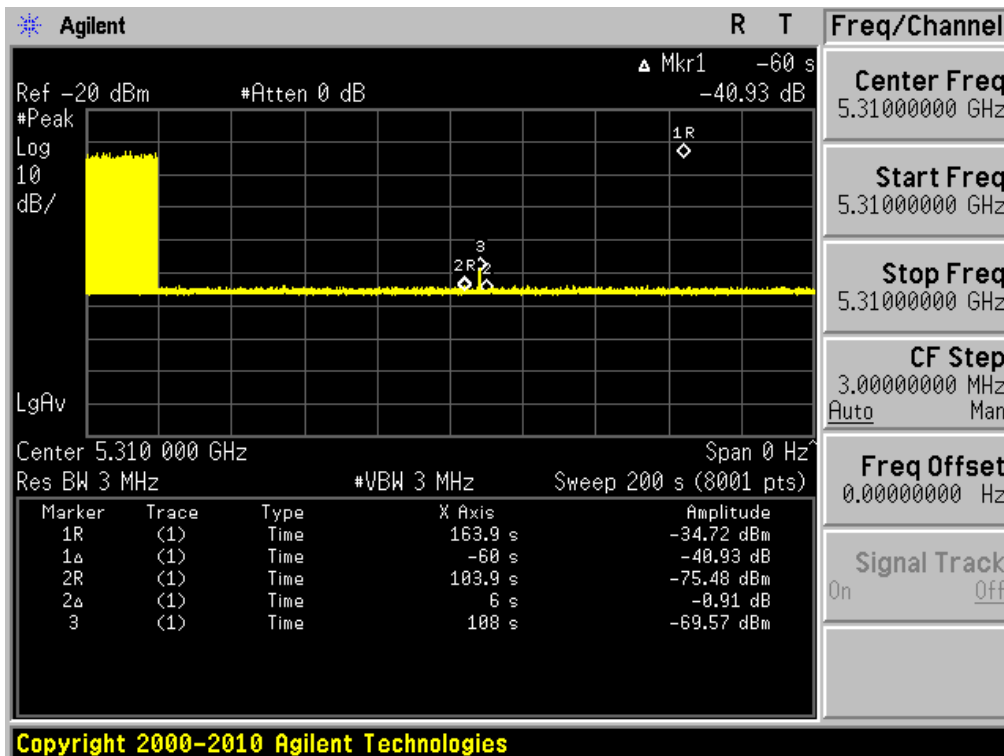 Agilent R T
Δ Mkr1 -60 s
Ref -20 dBm #Atten 0 dB -40.93 dB
#Peak
Log
10
dB/
1R
3
2R 2
LgAv
Center 5.310 000 GHz Span 0 Hz^
Res BW 3 MHz #VBW 3 MHz Sweep 200 s (8001 pts)
Marker Trace Type X Axis Amplitude
1R (1) Time 163.9 s -34.72 dBm
1Δ (1) Time -60 s -40.93 dB
2R (1) Time 103.9 s -75.48 dBm
2Δ (1) Time 6 s -0.91 dB
3 (1) Time 108 s -69.57 dBm
Copyright 2000-2010 Agilent Technologies
Freq/Channel
Center Freq
5.31000000 GHz
Start Freq
5.31000000 GHz
Stop Freq
5.31000000 GHz
CF Step
3.00000000 MHz
Auto Man
Freq Offset
0.00000000 Hz
Signal Track
On Off